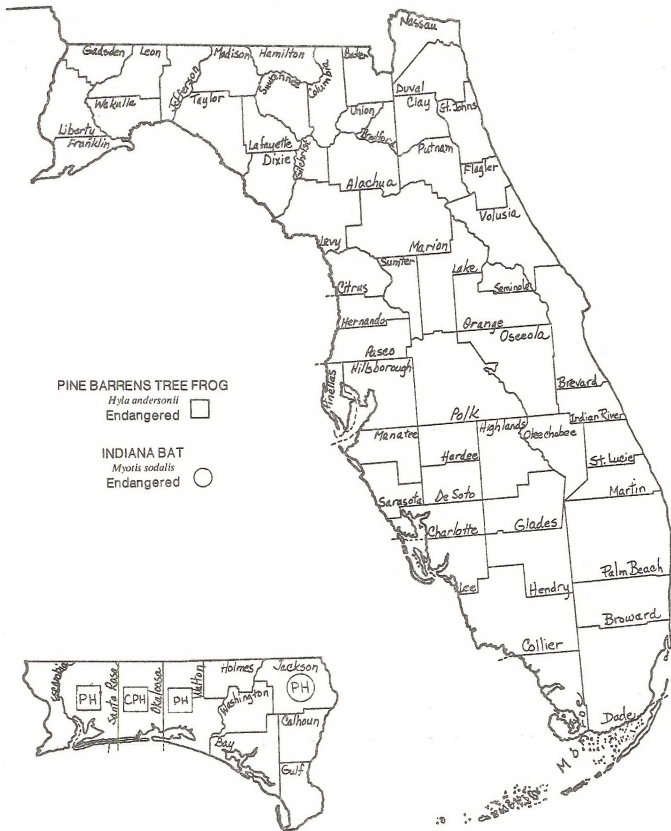 Nassau
Gadsden Leon Madison Hamilton Baker
Jefferson Suwannee Columbia
Duval
Wakulla Taylor Union Clay St. Johns
Liberty Bradford
Franklin Lafayette Putnam
Dixie Gilchrist Flagler
Alachua
Volusia
Levy Marion
Sumter Lake
Citrus Seminole
Hernando Orange
Osceola
Pasco
Hillsborough
Pinellas Brevard
PINE BARRENS TREE FROG
Hyla andersonii
Endangered
Polk Highlands Okeechobee Indian River
Manatee
Hardee St. Lucie
INDIANA BAT
Myotis sodalis
Endangered
Sarasota De Soto Martin
Charlotte Glades
Lee Hendry Palm Beach
Broward
Collier
Monroe Dade
Escambia Santa Rosa Okaloosa Walton Holmes Jackson
PH CPH PH PH
Washington
Calhoun
Bay
Gulf